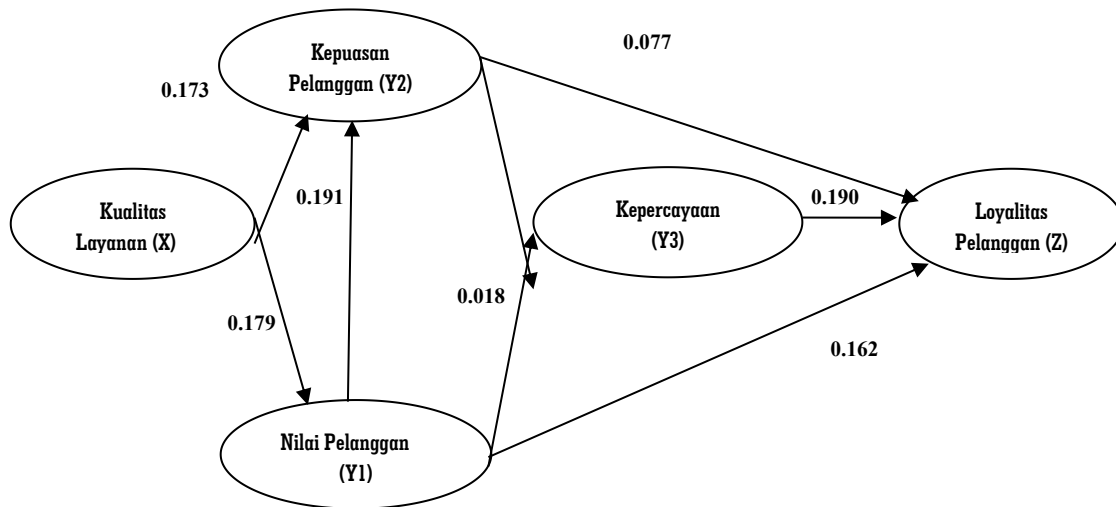 Kepuasan
Pelanggan (Y2)
0.077
0.173
Kualitas
Layanan (X)
0.191
Kepercayaan
(Y3)
0.190
Loyalitas
Pelanggan (Z)
0.179
0.018
0.162
Nilai Pelanggan
(Y1)